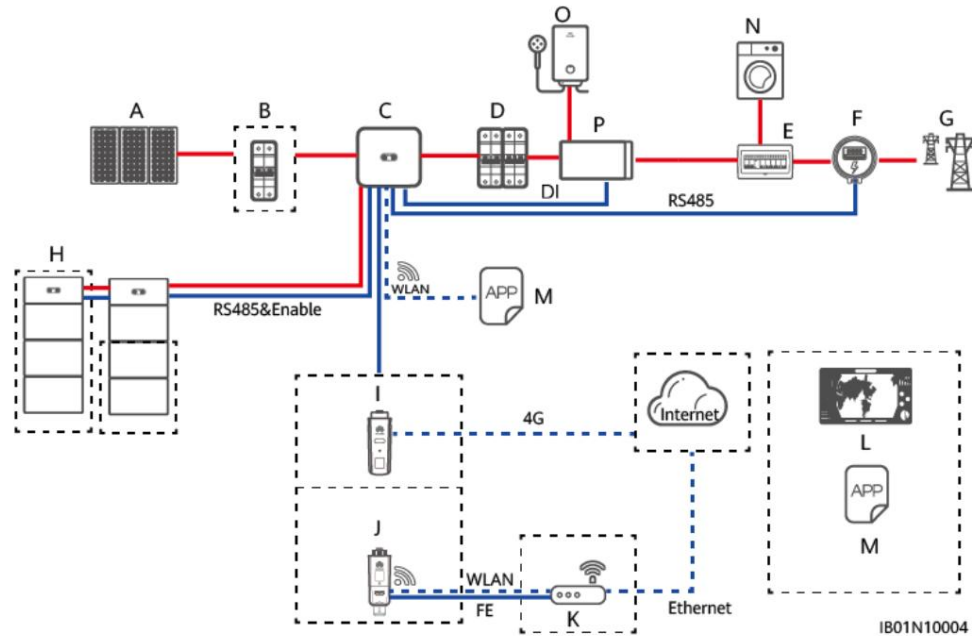 O
N
A
B
C
D
P
E
F
G
DI
RS485
H
WLAN
APP
M
RS485&Enable
I
4G
Internet
L
APP
M
J
WLAN
FE
K
Ethernet
IB01N10004